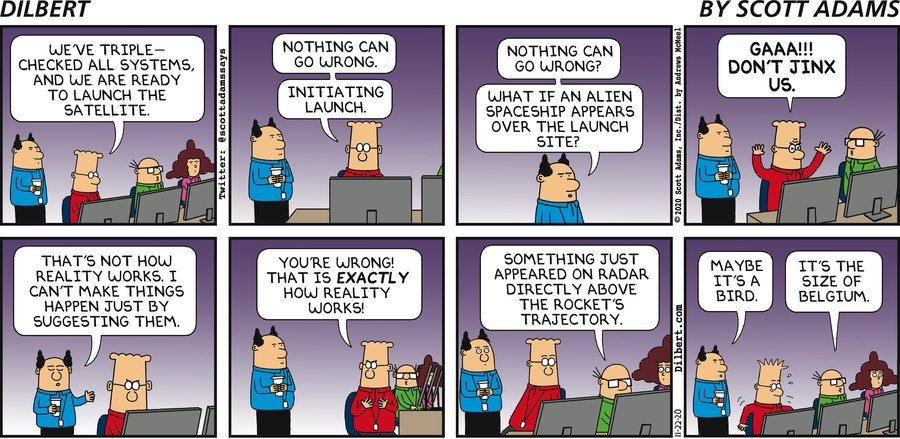 DILBERT
BY SCOTT ADAMS
WE'VE TRIPLE-
CHECKED ALL SYSTEMS,
AND WE ARE READY
TO LAUNCH THE
SATELLITE.
Twitter: @scottadamssays
NOTHING CAN
GO WRONG.
INITIATING
LAUNCH.
NOTHING CAN
GO WRONG?
WHAT IF AN ALIEN
SPACESHIP APPEARS
OVER THE LAUNCH
SITE?
© 2020 Scott Adams, Inc./Dist. by Andrews McMeel
GAAA!!!
DON'T JINX
US.
THAT'S NOT HOW
REALITY WORKS. I
CAN'T MAKE THINGS
HAPPEN JUST BY
SUGGESTING THEM.
YOU'RE WRONG!
THAT IS EXACTLY
HOW REALITY
WORKS!
SOMETHING JUST
APPEARED ON RADAR
DIRECTLY ABOVE
THE ROCKET'S
TRAJECTORY.
11-22-20 Dilbert.com
MAYBE
IT'S A
BIRD.
IT'S THE
SIZE OF
BELGIUM.